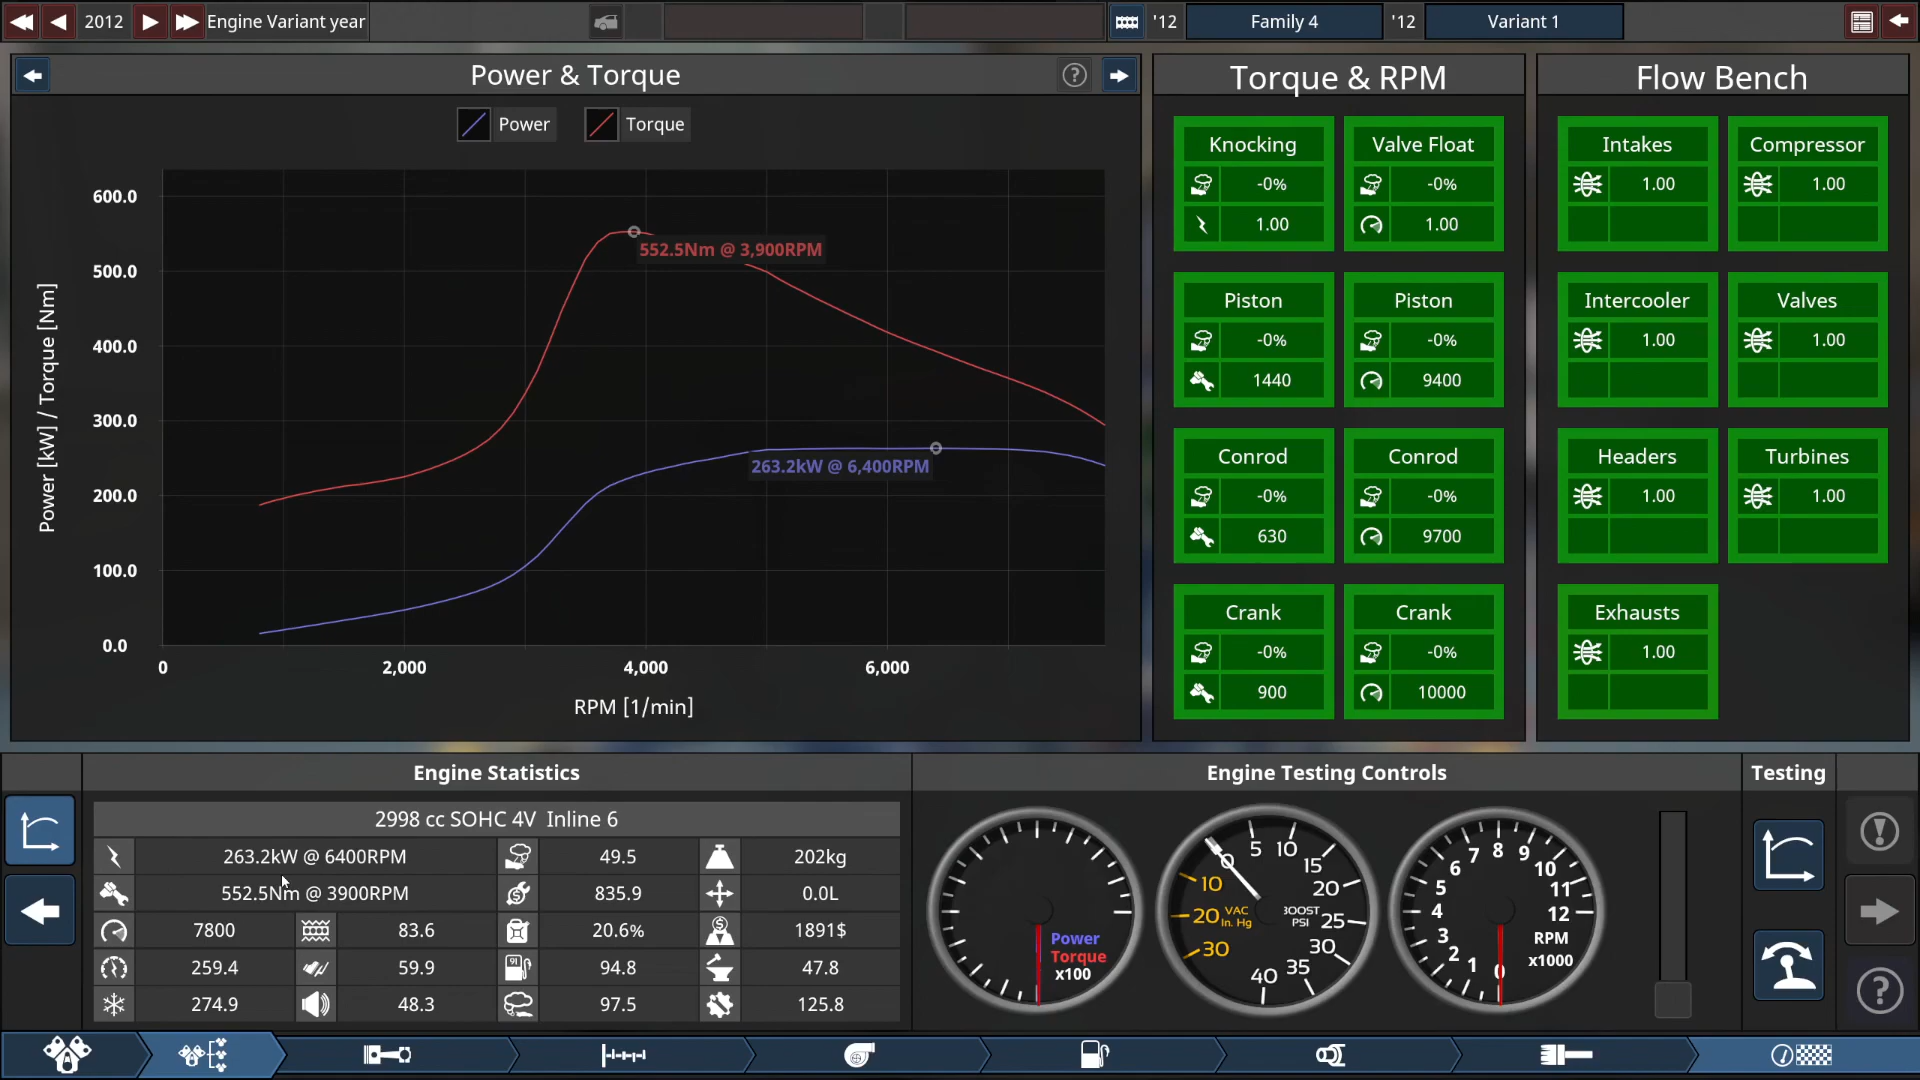 2012 Engine Variant year '12 Family 4 '12 Variant 1
Power & Torque
?
Power Torque
600.0
500.0
400.0
300.0
200.0
100.0
0.0
Power [kW] / Torque [Nm]
552.5Nm @ 3,900RPM
263.2kW @ 6,400RPM
0 2,000 4,000 6,000
RPM [1/min]
Torque & RPM
Knocking Valve Float
-0% -0%
1.00 1.00
Piston Piston
-0% -0%
1440 9400
Conrod Conrod
-0% -0%
630 9700
Crank Crank
-0% -0%
900 10000
Flow Bench
Intakes Compressor
1.00 1.00
Intercooler Valves
1.00 1.00
Headers Turbines
1.00 1.00
Exhausts
1.00
Engine Statistics
2998 cc SOHC 4V Inline 6
263.2kW @ 6400RPM 49.5 202kg
552.5Nm @ 3900RPM 835.9 0.0L
7800 83.6 20.6% 1891$
259.4 59.9 94.8 47.8
274.9 48.3 97.5 125.8
Engine Testing Controls
Power
Torque
x100
30
20
10
0
5
10
15
20
25
30
35
40
VAC
In. Hg
BOOST
PSI
0
1
2
3
4
5
6
7
8
9
10
11
12
RPM
x1000
Testing
?